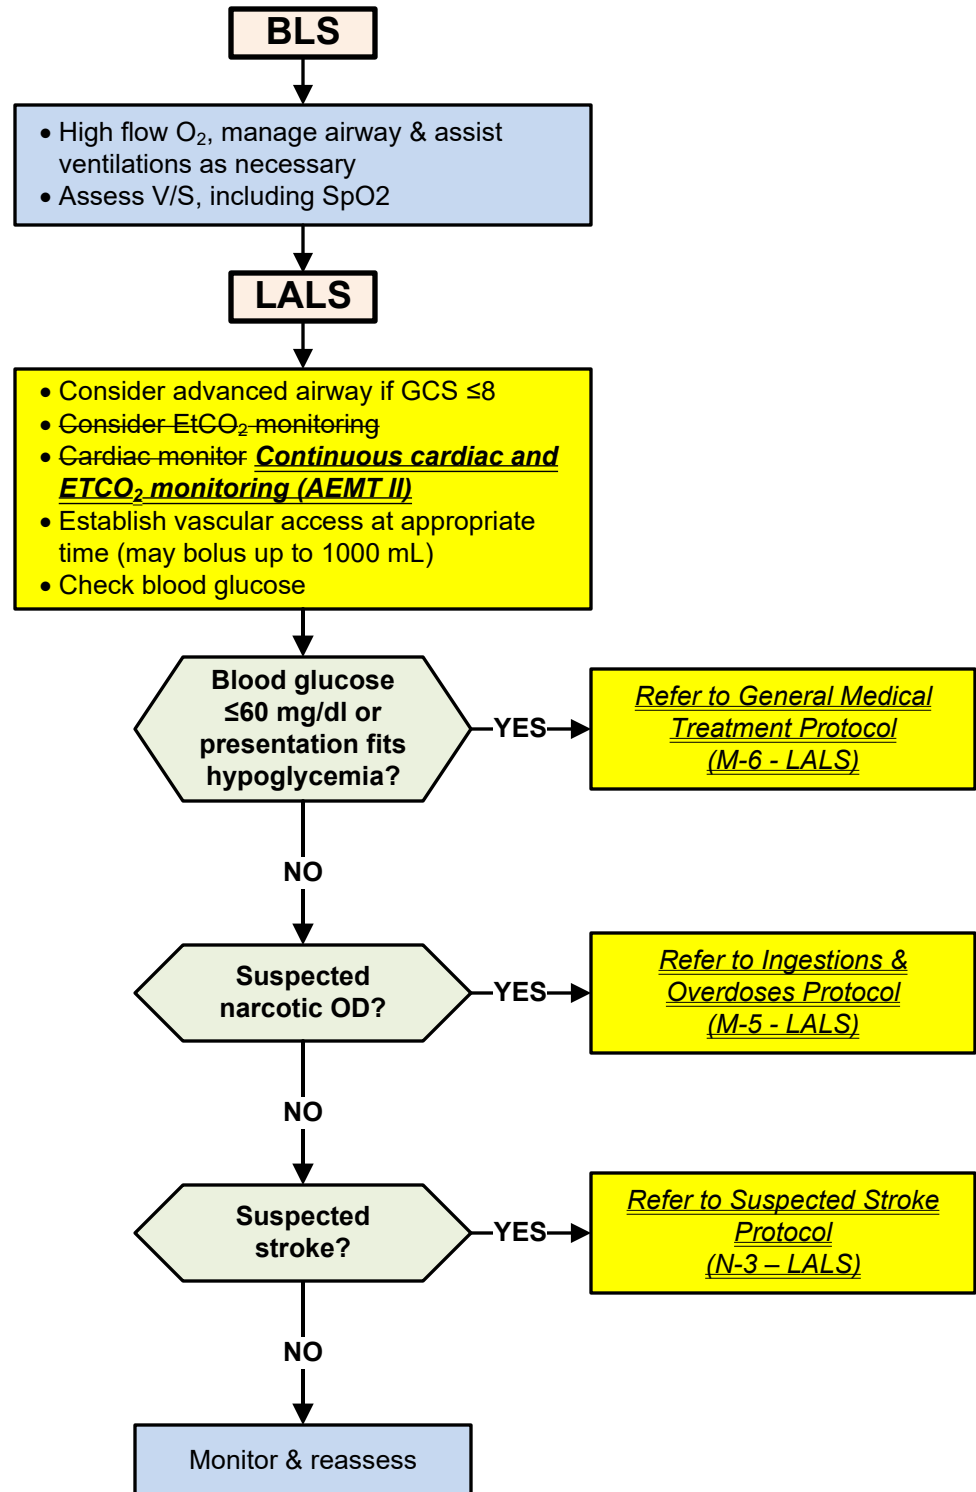 BLS
• High flow O₂, manage airway & assist
ventilations as necessary
• Assess V/S, including SpO2
LALS
• Consider advanced airway if GCS ≤8
• Consider EtCO₂ monitoring
• Cardiac monitor Continuous cardiac and
ETCO₂ monitoring (AEMT II)
• Establish vascular access at appropriate
time (may bolus up to 1000 mL)
• Check blood glucose
Blood glucose
≤60 mg/dl or
presentation fits
hypoglycemia?
YES
Refer to General Medical
Treatment Protocol
(M-6 - LALS)
NO
Suspected
narcotic OD?
YES
Refer to Ingestions &
Overdoses Protocol
(M-5 - LALS)
NO
Suspected
stroke?
YES
Refer to Suspected Stroke
Protocol
(N-3 – LALS)
NO
Monitor & reassess